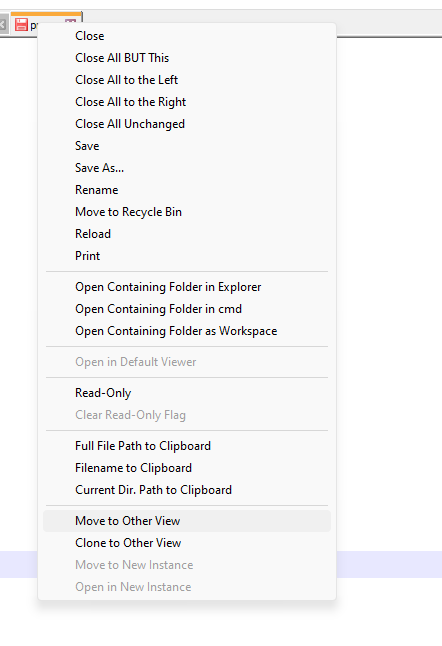 Close
Close All BUT This
Close All to the Left
Close All to the Right
Close All Unchanged
Save
Save As...
Rename
Move to Recycle Bin
Reload
Print
Open Containing Folder in Explorer
Open Containing Folder in cmd
Open Containing Folder as Workspace
Open in Default Viewer
Read-Only
Clear Read-Only Flag
Full File Path to Clipboard
Filename to Clipboard
Current Dir. Path to Clipboard
Move to Other View
Clone to Other View
Move to New Instance
Open in New Instance